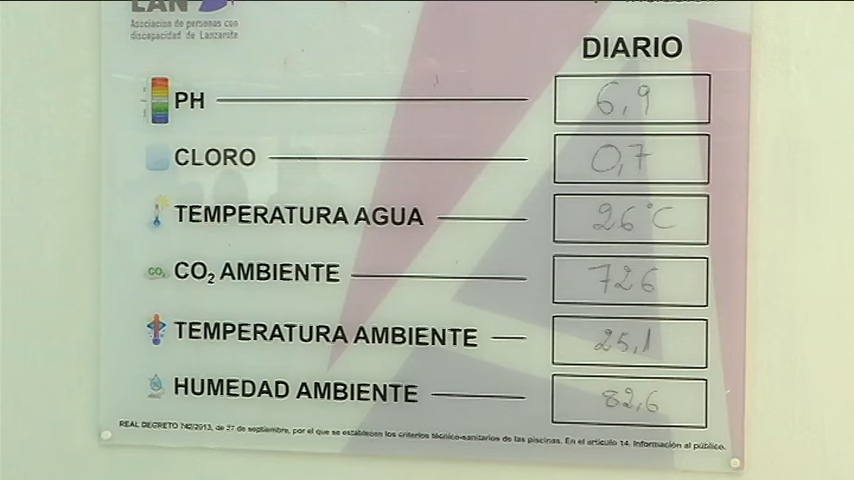 LAN
Asociación de personas con
discapacidad de Lanzarote
DIARIO
PH 6,9
CLORO 0,7
TEMPERATURA AGUA 26°C
CO₂ CO₂ AMBIENTE 726
TEMPERATURA AMBIENTE 25,1
HUMEDAD AMBIENTE 82,6
REAL DECRETO 742/2013, de 27 de septiembre, por el que se establecen los criterios técnico-sanitarios de las piscinas. En el artículo 14. Información al público.